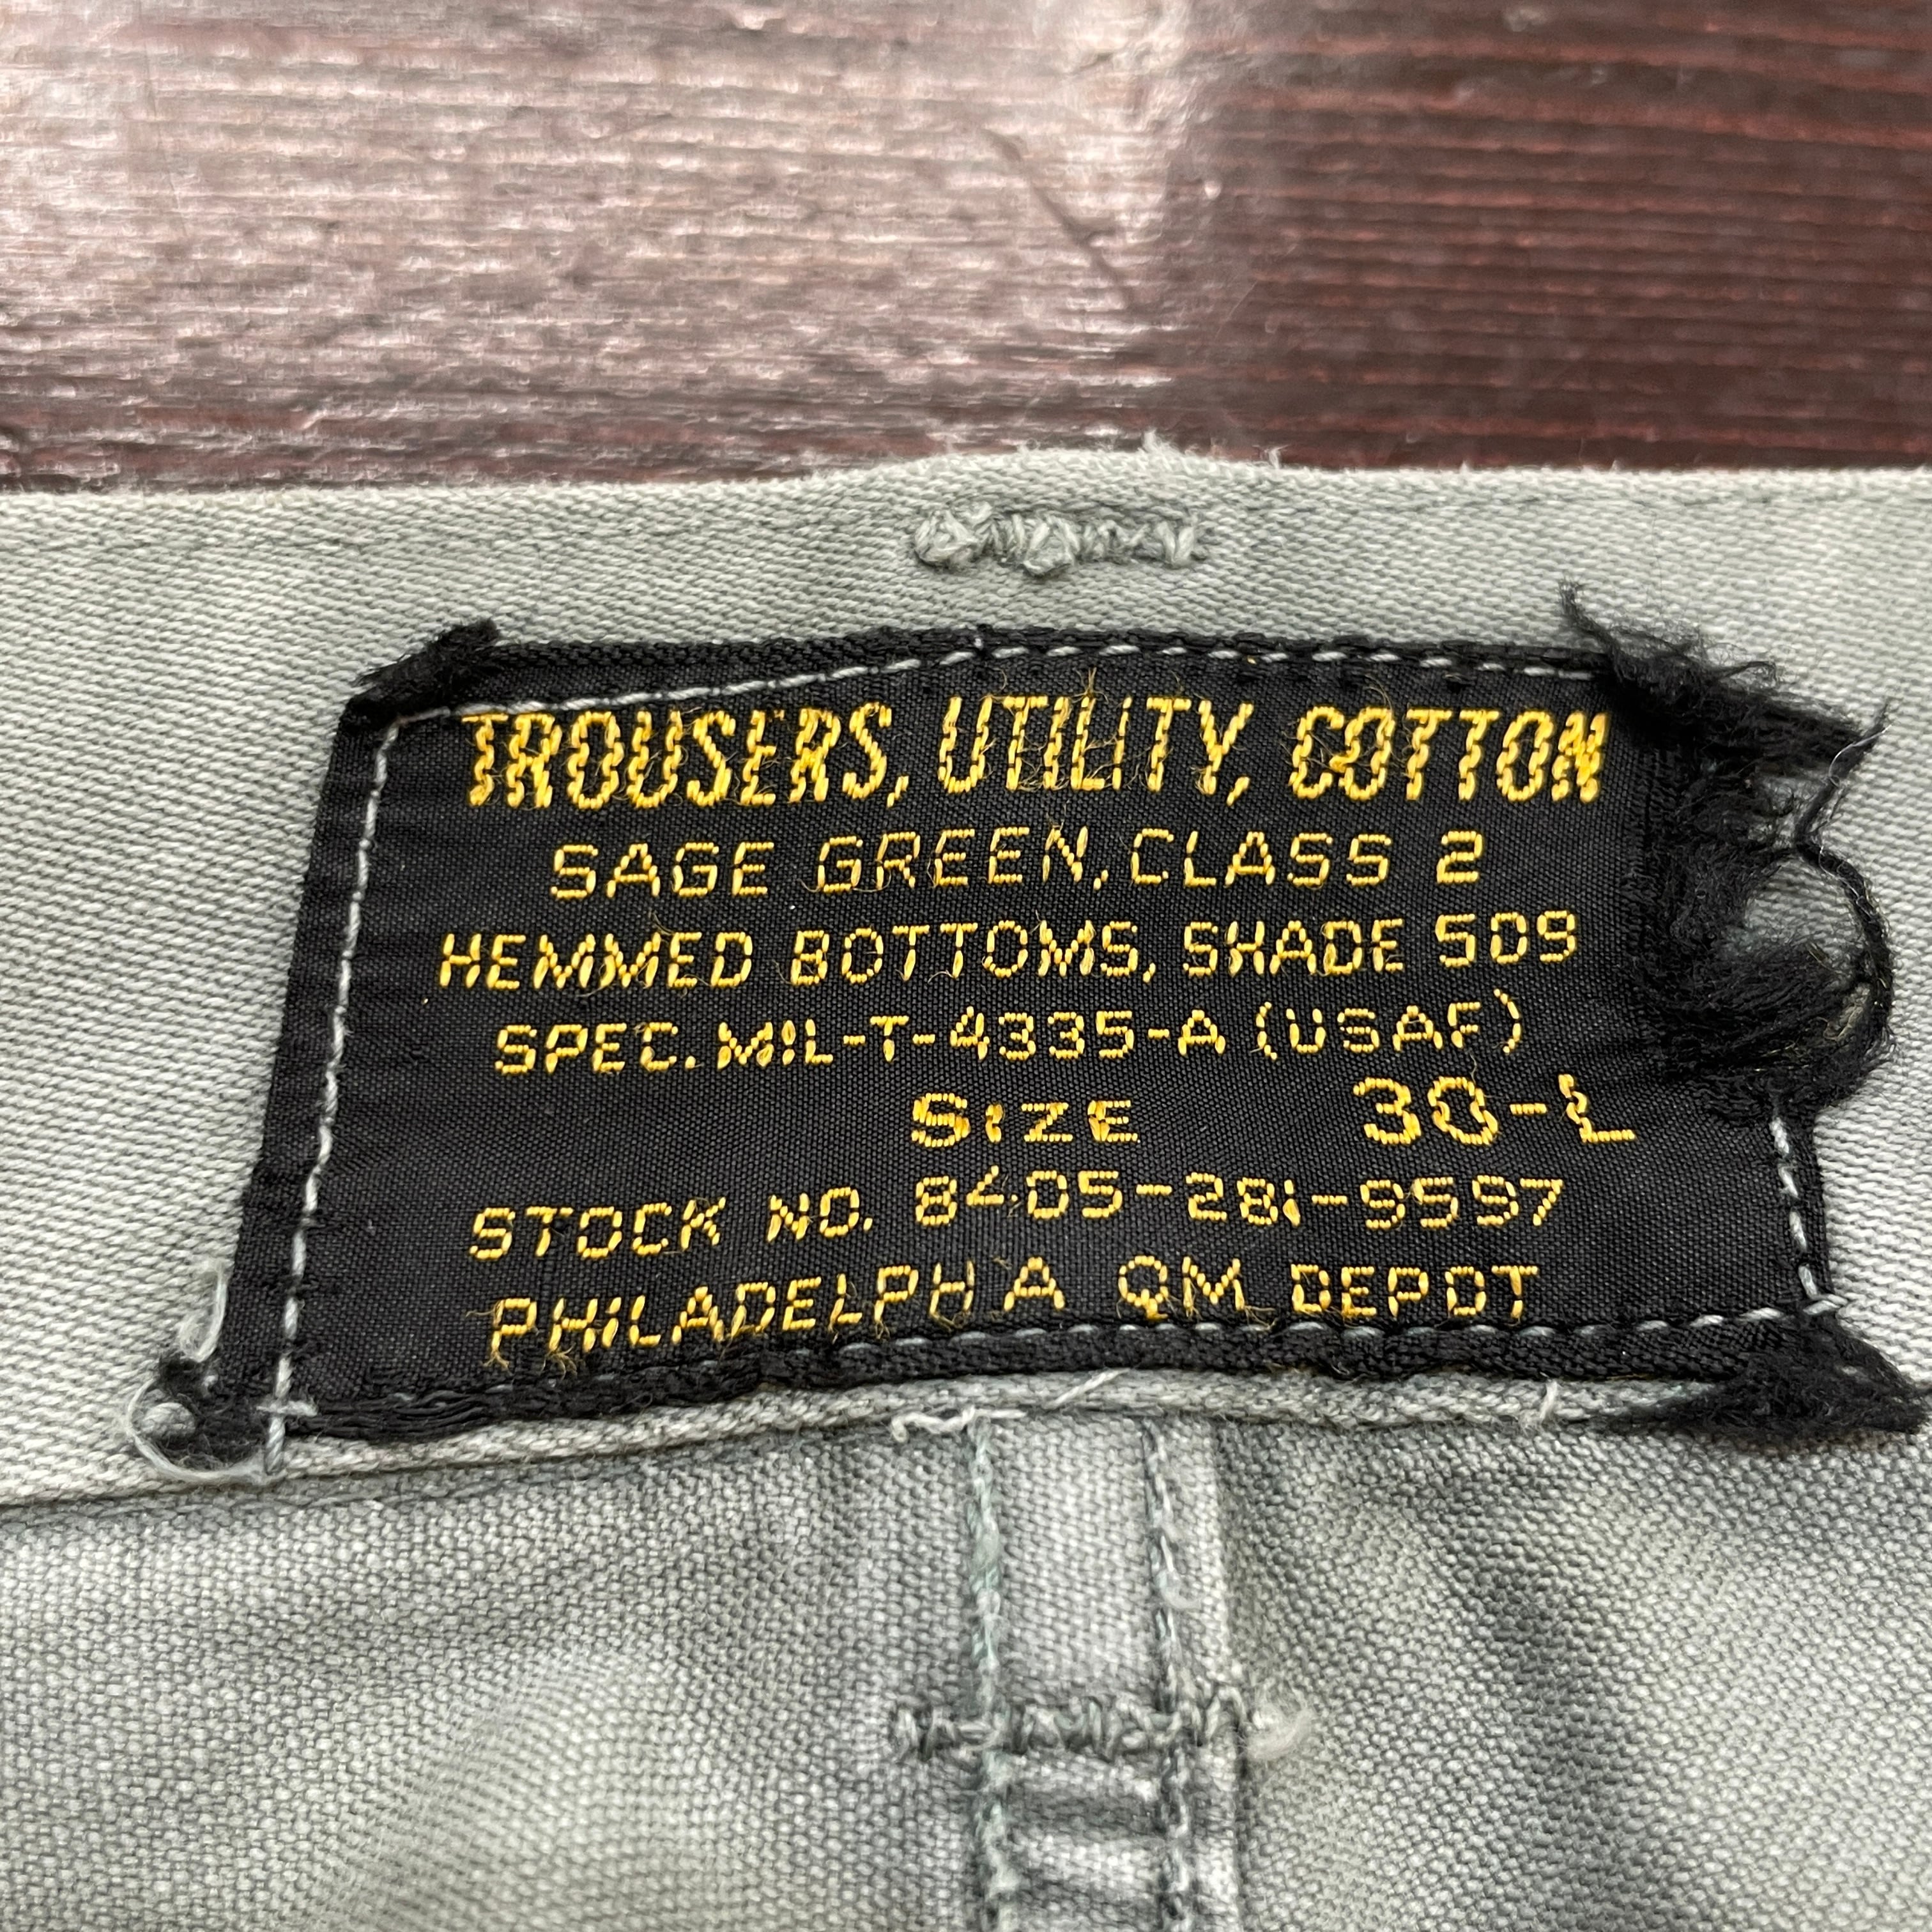 TROUSERS, UTILITY, COTTON
SAGE GREEN, CLASS 2
HEMMED BOTTOMS, SHADE 509
SPEC. MIL-T-4335-A (USAF)
SIZE 30-L
STOCK NO. 8405-281-9597
PHILADELPHIA QM DEPOT